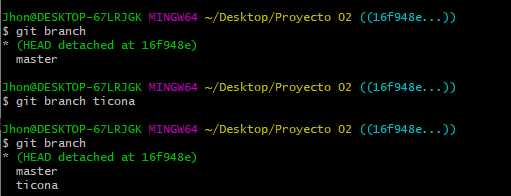 Jhon@DESKTOP-67LRJGK MINGW64 ~/Desktop/Proyecto 02 ((16f948e...))
$ git branch
* (HEAD detached at 16f948e)
  master
Jhon@DESKTOP-67LRJGK MINGW64 ~/Desktop/Proyecto 02 ((16f948e...))
$ git branch ticona
Jhon@DESKTOP-67LRJGK MINGW64 ~/Desktop/Proyecto 02 ((16f948e...))
$ git branch
* (HEAD detached at 16f948e)
  master
  ticona